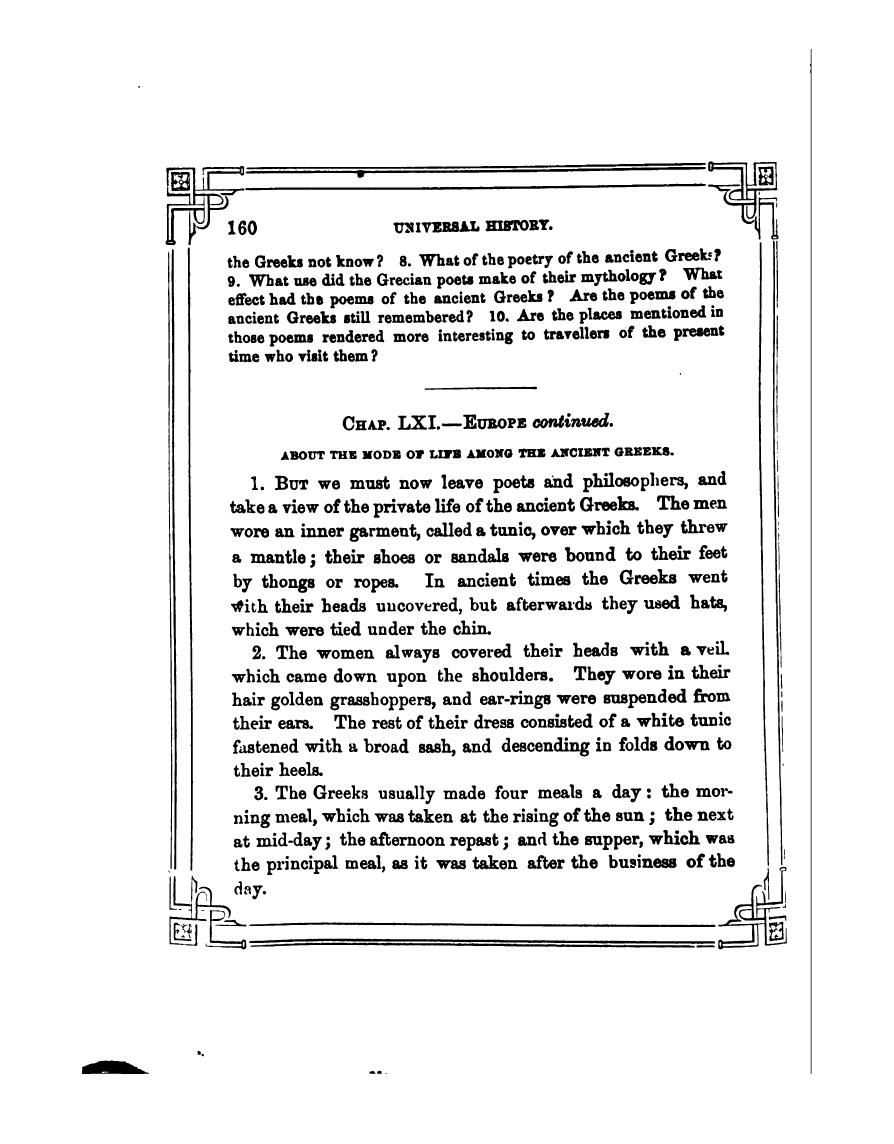 160 UNIVERSAL HISTORY.
the Greeks not know? 8. What of the poetry of the ancient Greeks?
9. What use did the Grecian poets make of their mythology? What
effect had the poems of the ancient Greeks? Are the poems of the
ancient Greeks still remembered? 10. Are the places mentioned in
those poems rendered more interesting to travellers of the present
time who visit them?
CHAP. LXI.—EUROPE continued.
ABOUT THE MODE OF LIFE AMONG THE ANCIENT GREEKS.
1. BUT we must now leave poets and philosophers, and
take a view of the private life of the ancient Greeks. The men
wore an inner garment, called a tunic, over which they threw
a mantle; their shoes or sandals were bound to their feet
by thongs or ropes. In ancient times the Greeks went
with their heads uncovered, but afterwards they used hats,
which were tied under the chin.
2. The women always covered their heads with a veil.
which came down upon the shoulders. They wore in their
hair golden grasshoppers, and ear-rings were suspended from
their ears. The rest of their dress consisted of a white tunic
fastened with a broad sash, and descending in folds down to
their heels.
3. The Greeks usually made four meals a day: the mor-
ning meal, which was taken at the rising of the sun; the next
at mid-day; the afternoon repast; and the supper, which was
the principal meal, as it was taken after the business of the
day.